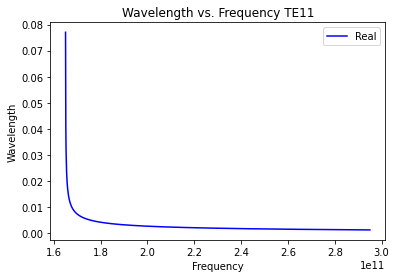 Wavelength vs. Frequency TE11
Real
Wavelength
0.08
0.07
0.06
0.05
0.04
0.03
0.02
0.01
0.00
1.6 1.8 2.0 2.2 2.4 2.6 2.8 3.0
Frequency
1e11